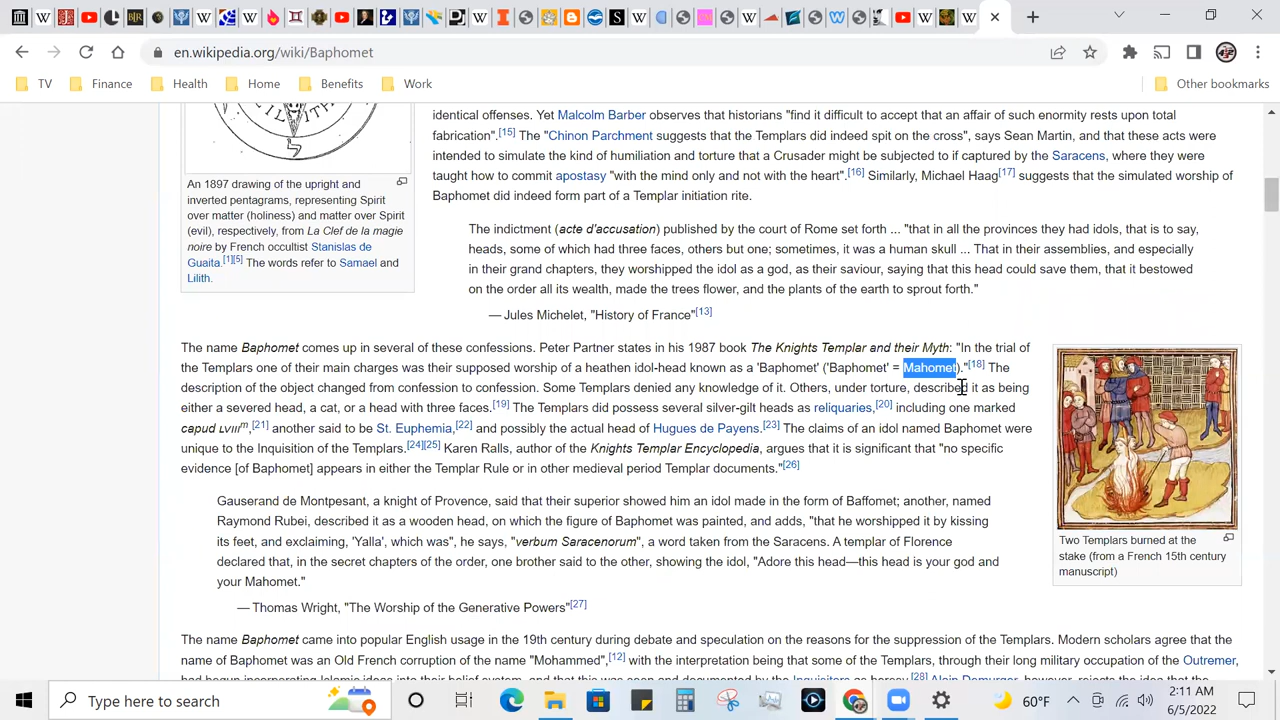 en.wikipedia.org/wiki/Baphomet
TV Finance Health Home Benefits Work Other bookmarks
An 1897 drawing of the upright and
inverted pentagrams, representing Spirit
over matter (holiness) and matter over Spirit
(evil), respectively, from La Clef de la magie
noire by French occultist Stanislas de
Guaita.[1][5] The words refer to Samael and
Lilith.
identical offenses. Yet Malcolm Barber observes that historians "find it difficult to accept that an affair of such enormity rests upon total
fabrication".[15] The "Chinon Parchment suggests that the Templars did indeed spit on the cross", says Sean Martin, and that these acts were
intended to simulate the kind of humiliation and torture that a Crusader might be subjected to if captured by the Saracens, where they were
taught how to commit apostasy "with the mind only and not with the heart".[16] Similarly, Michael Haag[17] suggests that the simulated worship of
Baphomet did indeed form part of a Templar initiation rite.
The indictment (acte d'accusation) published by the court of Rome set forth ... "that in all the provinces they had idols, that is to say,
heads, some of which had three faces, others but one; sometimes, it was a human skull ... That in their assemblies, and especially
in their grand chapters, they worshipped the idol as a god, as their saviour, saying that this head could save them, that it bestowed
on the order all its wealth, made the trees flower, and the plants of the earth to sprout forth."
— Jules Michelet, "History of France"[13]
The name Baphomet comes up in several of these confessions. Peter Partner states in his 1987 book The Knights Templar and their Myth: "In the trial of
the Templars one of their main charges was their supposed worship of a heathen idol-head known as a 'Baphomet' ('Baphomet' = Mahomet)."[18] The
description of the object changed from confession to confession. Some Templars denied any knowledge of it. Others, under torture, described it as being
either a severed head, a cat, or a head with three faces.[19] The Templars did possess several silver-gilt heads as reliquaries,[20] including one marked
capud LVIIIm,[21] another said to be St. Euphemia,[22] and possibly the actual head of Hugues de Payens.[23] The claims of an idol named Baphomet were
unique to the Inquisition of the Templars.[24][25] Karen Ralls, author of the Knights Templar Encyclopedia, argues that it is significant that "no specific
evidence [of Baphomet] appears in either the Templar Rule or in other medieval period Templar documents."[26]
Gauserand de Montpesant, a knight of Provence, said that their superior showed him an idol made in the form of Baffomet; another, named
Raymond Rubei, described it as a wooden head, on which the figure of Baphomet was painted, and adds, "that he worshipped it by kissing
its feet, and exclaiming, 'Yalla', which was", he says, "verbum Saracenorum", a word taken from the Saracens. A templar of Florence
declared that, in the secret chapters of the order, one brother said to the other, showing the idol, "Adore this head—this head is your god and
your Mahomet."
— Thomas Wright, "The Worship of the Generative Powers"[27]
Two Templars burned at the
stake (from a French 15th century
manuscript)
The name Baphomet came into popular English usage in the 19th century during debate and speculation on the reasons for the suppression of the Templars. Modern scholars agree that the
name of Baphomet was an Old French corruption of the name "Mohammed",[12] with the interpretation being that some of the Templars, through their long military occupation of the Outremer,
had begun incorporating Islamic ideas into their belief system, and that this was seen and documented by the Inquisitors as heresy.[28] Alain Demurger, however, rejects the idea that the
Type here to search
60°F
2:11 AM
6/5/2022